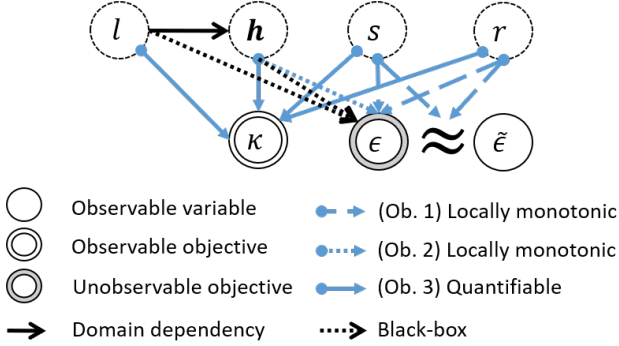 l h s r
κ ϵ ≈ ϵ̃
Observable variable
Observable objective
Unobservable objective
Domain dependency
(Ob. 1) Locally monotonic
(Ob. 2) Locally monotonic
(Ob. 3) Quantifiable
Black-box